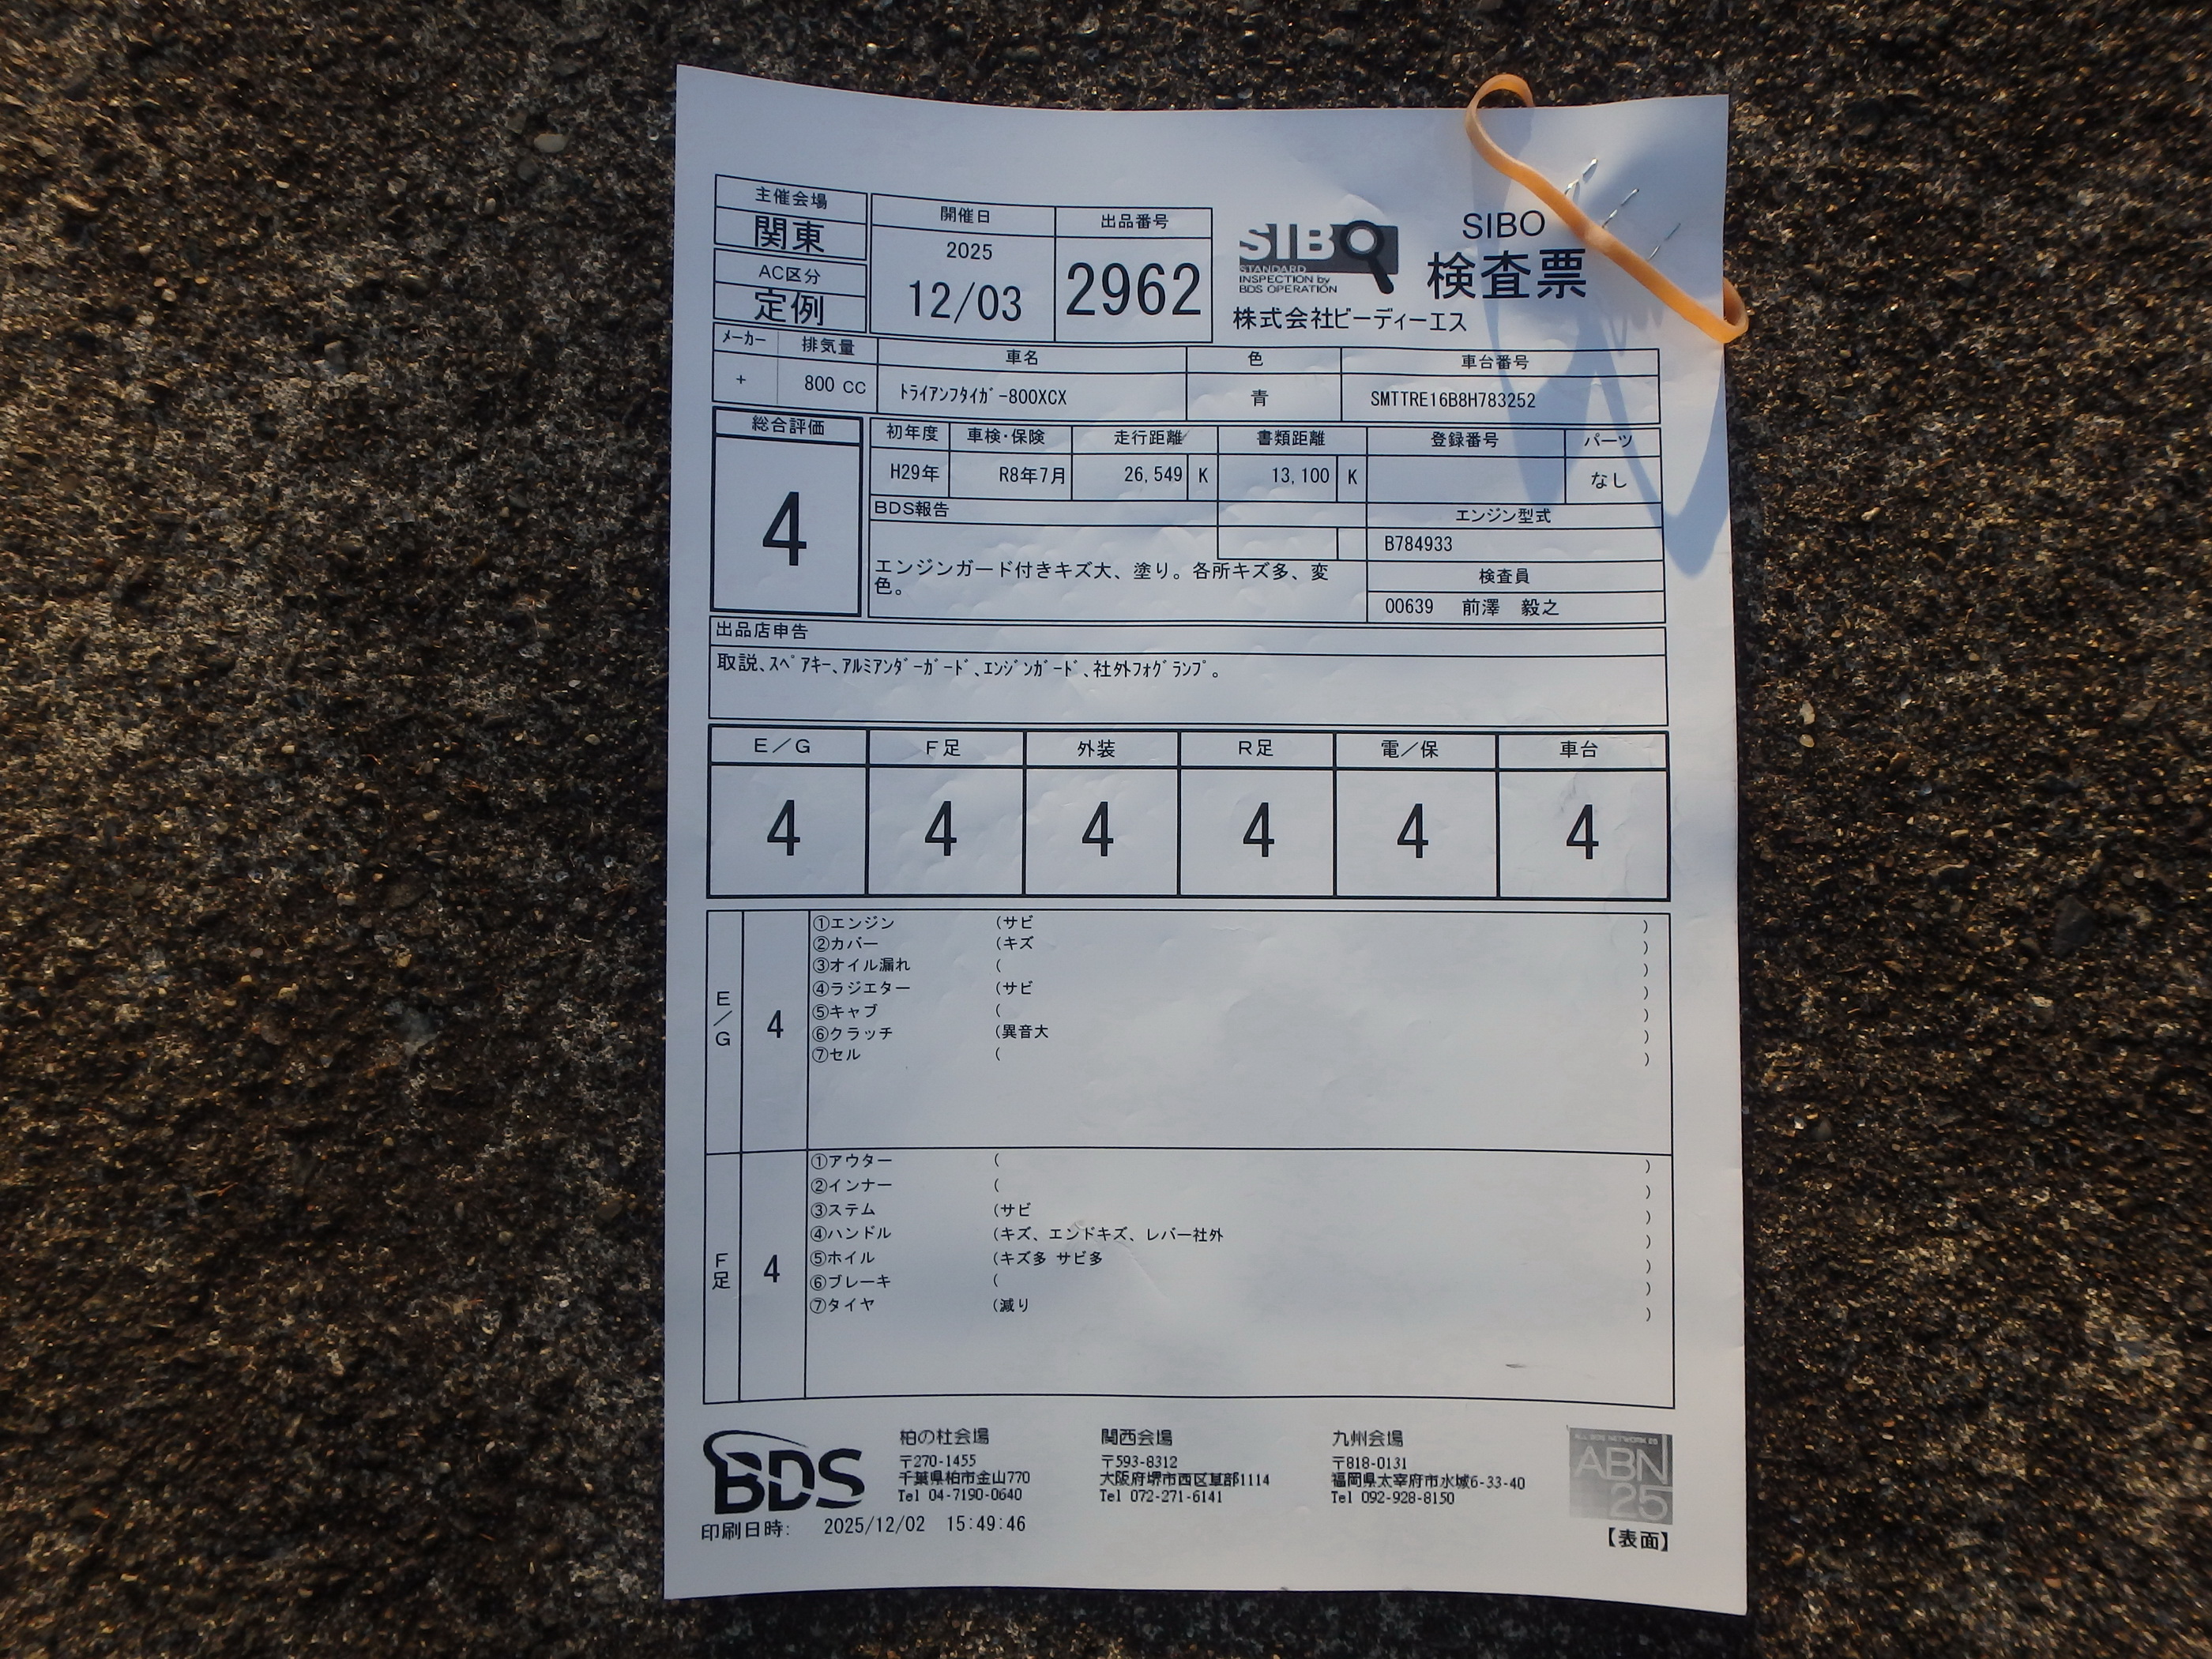 主催会場
関東
AC区分
定例
開催日
2025
12/03
出品番号
2962
SIBO
STANDARD
INSPECTION by
BDS OPERATION
株式会社ビーディーエス
SIBO
検査票
メーカー 排気量 車名 色 車台番号
+ 800 CC ﾄﾗｲｱﾝﾌﾀｲｶﾞｰ800XCX 青 SMTTRE16B8H783252
総合評価
4
初年度 車検・保険 走行距離 書類距離 登録番号 パーツ
H29年 R8年7月 26,549 K 13,100 K なし
BDS報告
エンジンガード付きキズ大、塗り。各所キズ多、変
色。
エンジン型式
B784933
検査員
00639 前澤 毅之
出品店申告
取説､ｽﾍﾟｱｷｰ､ｱﾙﾐｱﾝﾀﾞｰｶﾞｰﾄﾞ､ｴﾝｼﾞﾝｶﾞｰﾄﾞ､社外ﾌｫｸﾞﾗﾝﾌﾟ｡
E／G F足 外装 R足 電／保 車台
4 4 4 4 4 4
E／G 4
①エンジン (サビ )
②カバー (キズ )
③オイル漏れ ( )
④ラジエター (サビ )
⑤キャブ ( )
⑥クラッチ (異音大 )
⑦セル ( )
F足 4
①アウター ( )
②インナー ( )
③ステム (サビ )
④ハンドル (キズ、エンドキズ、レバー社外 )
⑤ホイル (キズ多 サビ多 )
⑥ブレーキ ( )
⑦タイヤ (減り )
BDS
柏の杜会場
〒270-1455
千葉県柏市金山770
Tel 04-7190-0640
関西会場
〒593-8312
大阪府堺市西区草部1114
Tel 072-271-6141
九州会場
〒818-0131
福岡県太宰府市水城6-33-40
Tel 092-928-8150
ALL BDS NETWORK 25
ABN
25
印刷日時: 2025/12/02 15:49:46
【表面】